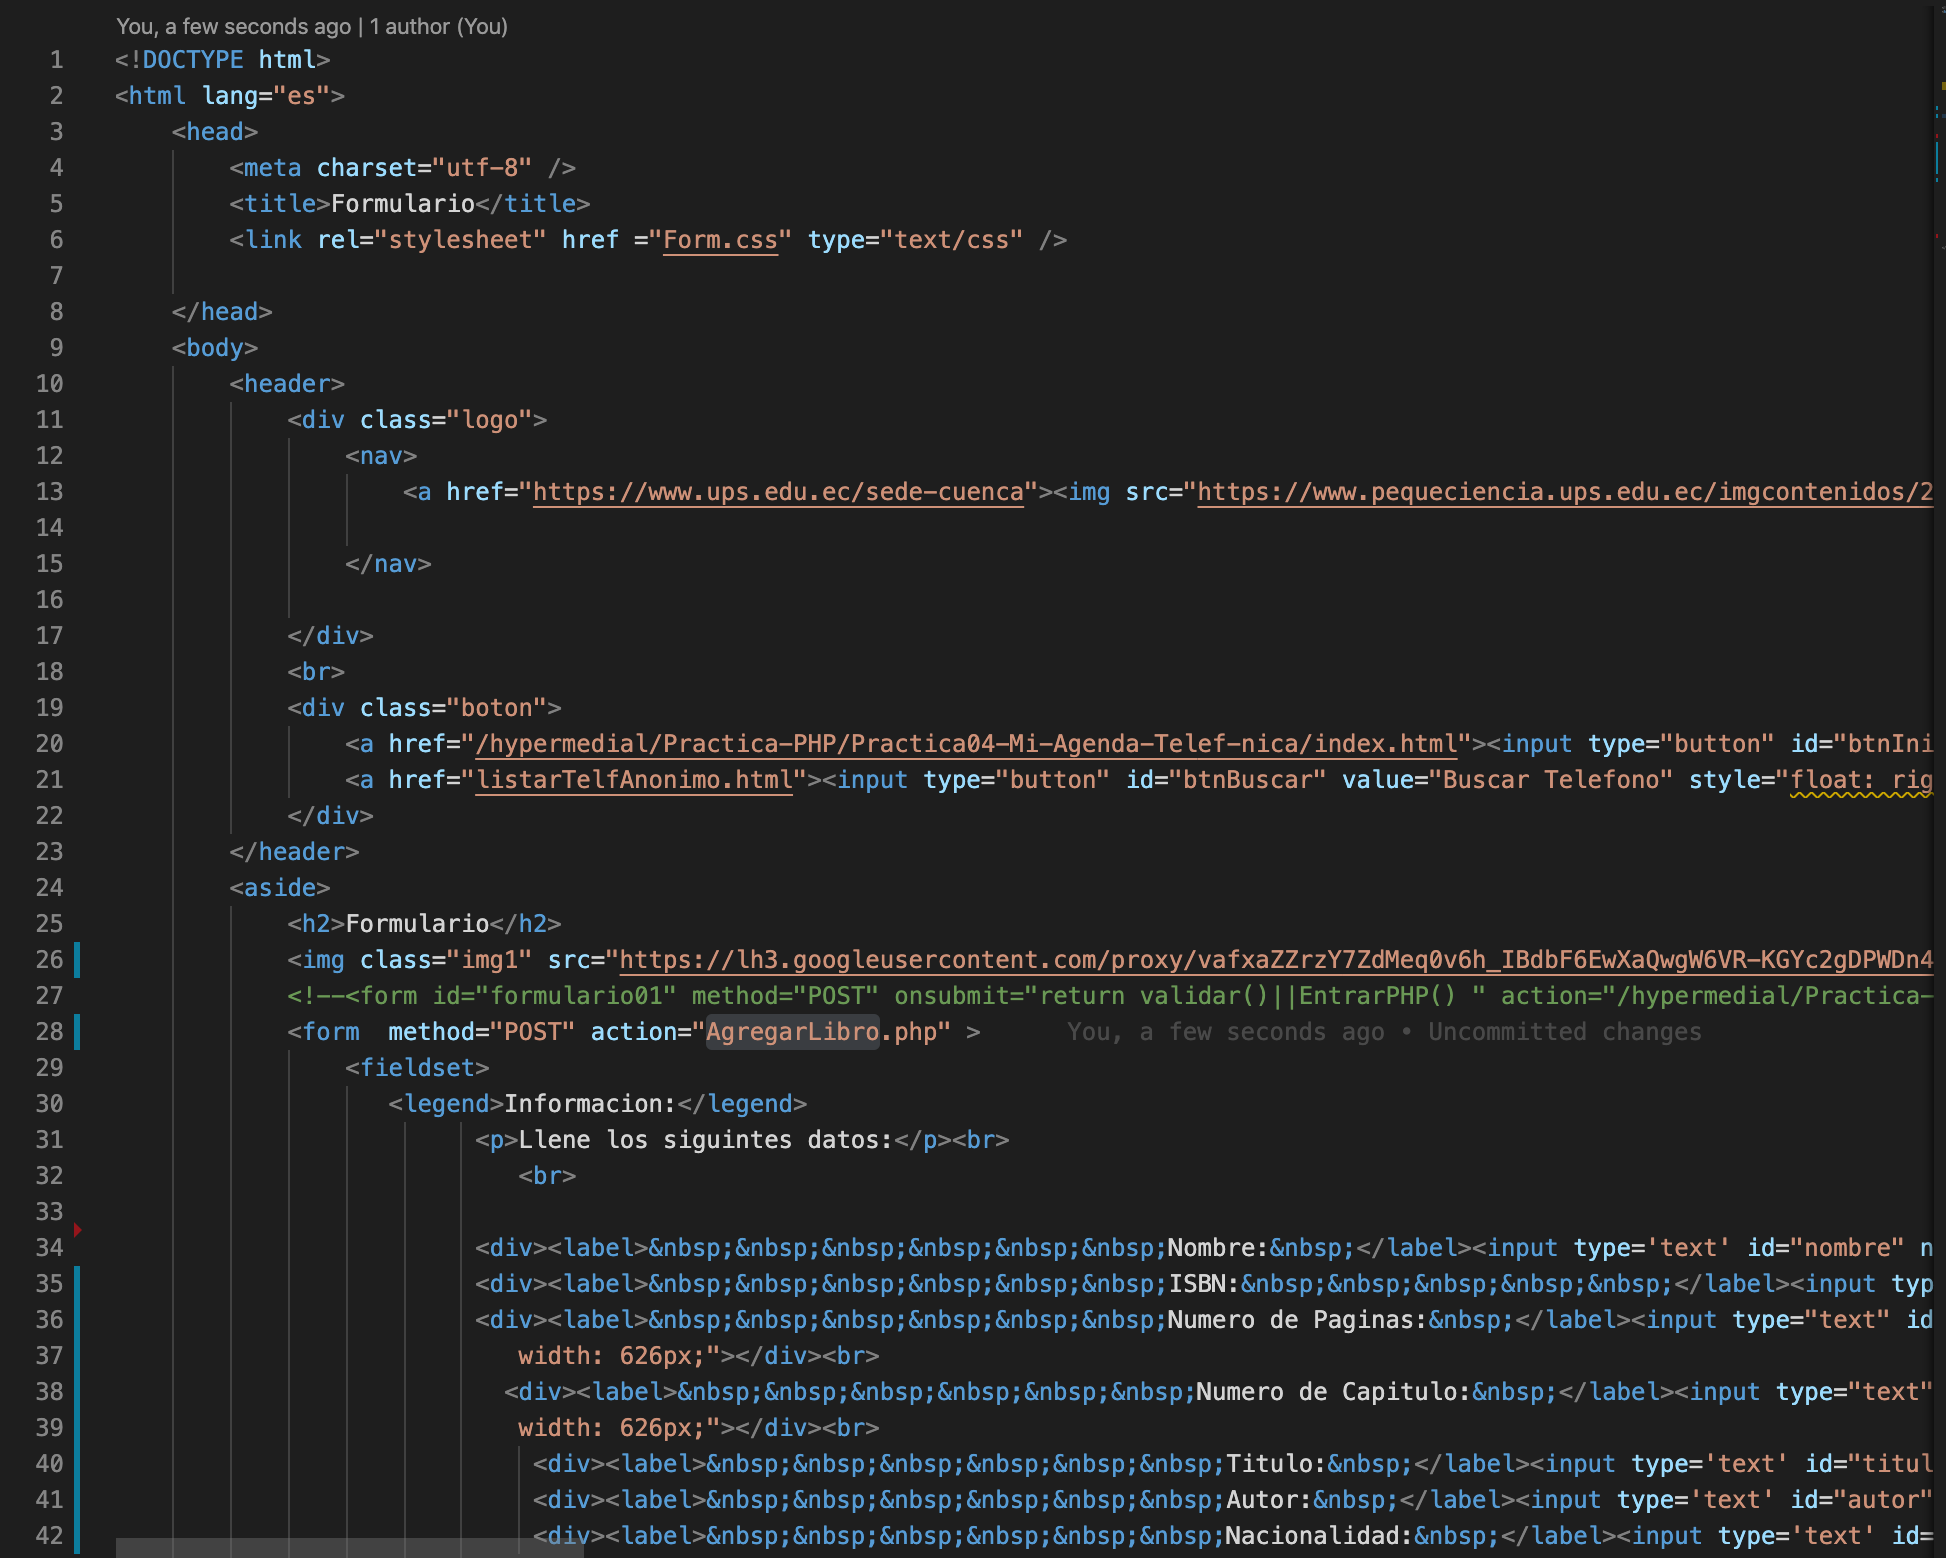 You, a few seconds ago | 1 author (You)
1 <!DOCTYPE html>
2 <html lang="es">
3 <head>
4 <meta charset="utf-8" />
5 <title>Formulario</title>
6 <link rel="stylesheet" href ="Form.css" type="text/css" />
7
8 </head>
9 <body>
10 <header>
11 <div class="logo">
12 <nav>
13 <a href="https://www.ups.edu.ec/sede-cuenca"><img src="https://www.pequeciencia.ups.edu.ec/imgcontenidos/2
14
15 </nav>
16
17 </div>
18 <br>
19 <div class="boton">
20 <a href="/hypermedial/Practica-PHP/Practica04-Mi-Agenda-Telef-nica/index.html"><input type="button" id="btnIni
21 <a href="listarTelfAnonimo.html"><input type="button" id="btnBuscar" value="Buscar Telefono" style="float: rig
22 </div>
23 </header>
24 <aside>
25 <h2>Formulario</h2>
26 <img class="img1" src="https://lh3.googleusercontent.com/proxy/vafxaZZrzY7ZdMeq0v6h_IBdbF6EwXaQwgW6VR-KGYc2gDPWDn4
27 <!--<form id="formulario01" method="POST" onsubmit="return validar()||EntrarPHP() " action="/hypermedial/Practica-
28 <form  method="POST" action="AgregarLibro.php" > You, a few seconds ago • Uncommitted changes
29 <fieldset>
30 <legend>Informacion:</legend>
31 <p>Llene los siguintes datos:</p><br>
32 <br>
33
34 <div><label>&nbsp;&nbsp;&nbsp;&nbsp;&nbsp;&nbsp;Nombre:&nbsp;</label><input type='text' id="nombre" n
35 <div><label>&nbsp;&nbsp;&nbsp;&nbsp;&nbsp;&nbsp;ISBN:&nbsp;&nbsp;&nbsp;&nbsp;&nbsp;</label><input typ
36 <div><label>&nbsp;&nbsp;&nbsp;&nbsp;&nbsp;&nbsp;Numero de Paginas:&nbsp;</label><input type="text" id
37 width: 626px;"></div><br>
38 <div><label>&nbsp;&nbsp;&nbsp;&nbsp;&nbsp;&nbsp;Numero de Capitulo:&nbsp;</label><input type="text"
39 width: 626px;"></div><br>
40 <div><label>&nbsp;&nbsp;&nbsp;&nbsp;&nbsp;&nbsp;Titulo:&nbsp;</label><input type='text' id="titul
41 <div><label>&nbsp;&nbsp;&nbsp;&nbsp;&nbsp;&nbsp;Autor:&nbsp;</label><input type='text' id="autor"
42 <div><label>&nbsp;&nbsp;&nbsp;&nbsp;&nbsp;&nbsp;Nacionalidad:&nbsp;</label><input type='text' id=